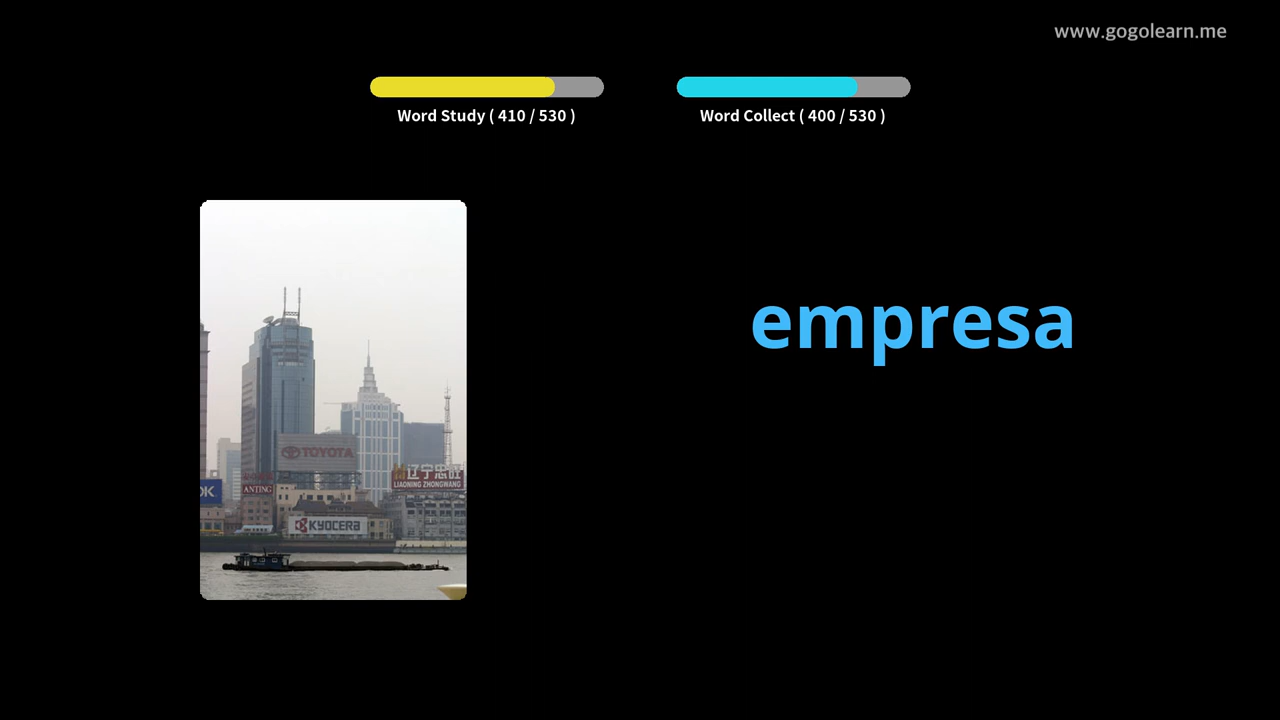 www.gogolearn.me
Word Study ( 410 / 530 )
Word Collect ( 400 / 530 )
empresa
TOYOTA
辽宁忠旺
LIAONING ZHONGWANG
OK
ANTING
KYOCERA